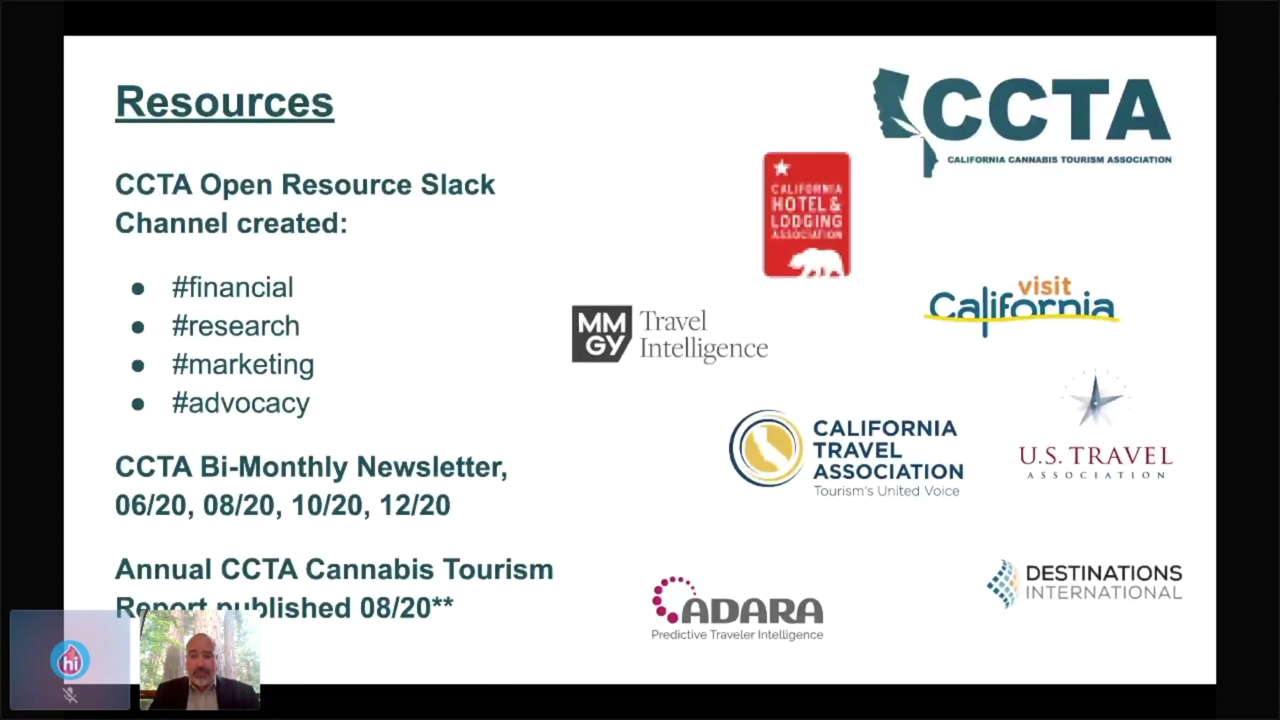 Resources
CCTA Open Resource Slack
Channel created:
● #financial
● #research
● #marketing
● #advocacy
CCTA Bi-Monthly Newsletter,
06/20, 08/20, 10/20, 12/20
Annual CCTA Cannabis Tourism
Report published 08/20**
CCTA
CALIFORNIA CANNABIS TOURISM ASSOCIATION
CALIFORNIA
HOTEL &
LODGING
ASSOCIATION
visit
California
MM
GY
Travel
Intelligence
CALIFORNIA
TRAVEL
ASSOCIATION
Tourism's United Voice
U.S. TRAVEL
ASSOCIATION
DESTINATIONS
INTERNATIONAL
ADARA
Predictive Traveler Intelligence
hi